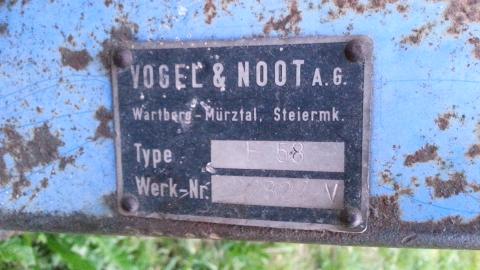 VOGEL & NOOT A.G.
Wartberg-Mürztal, Steiermk.
Type F 58
Werk-Nr. V